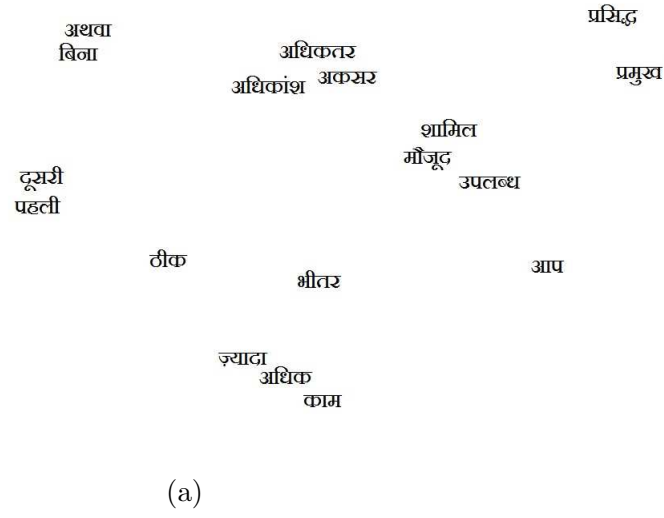 प्रसिद्ध
अथवा
अधिकतर
बिना
अकसर
प्रमुख
अधिकांश
शामिल
मौजूद
दूसरी
उपलब्ध
पहली
ठीक
आप
भीतर
ज़्यादा
अधिक
काम
(a)